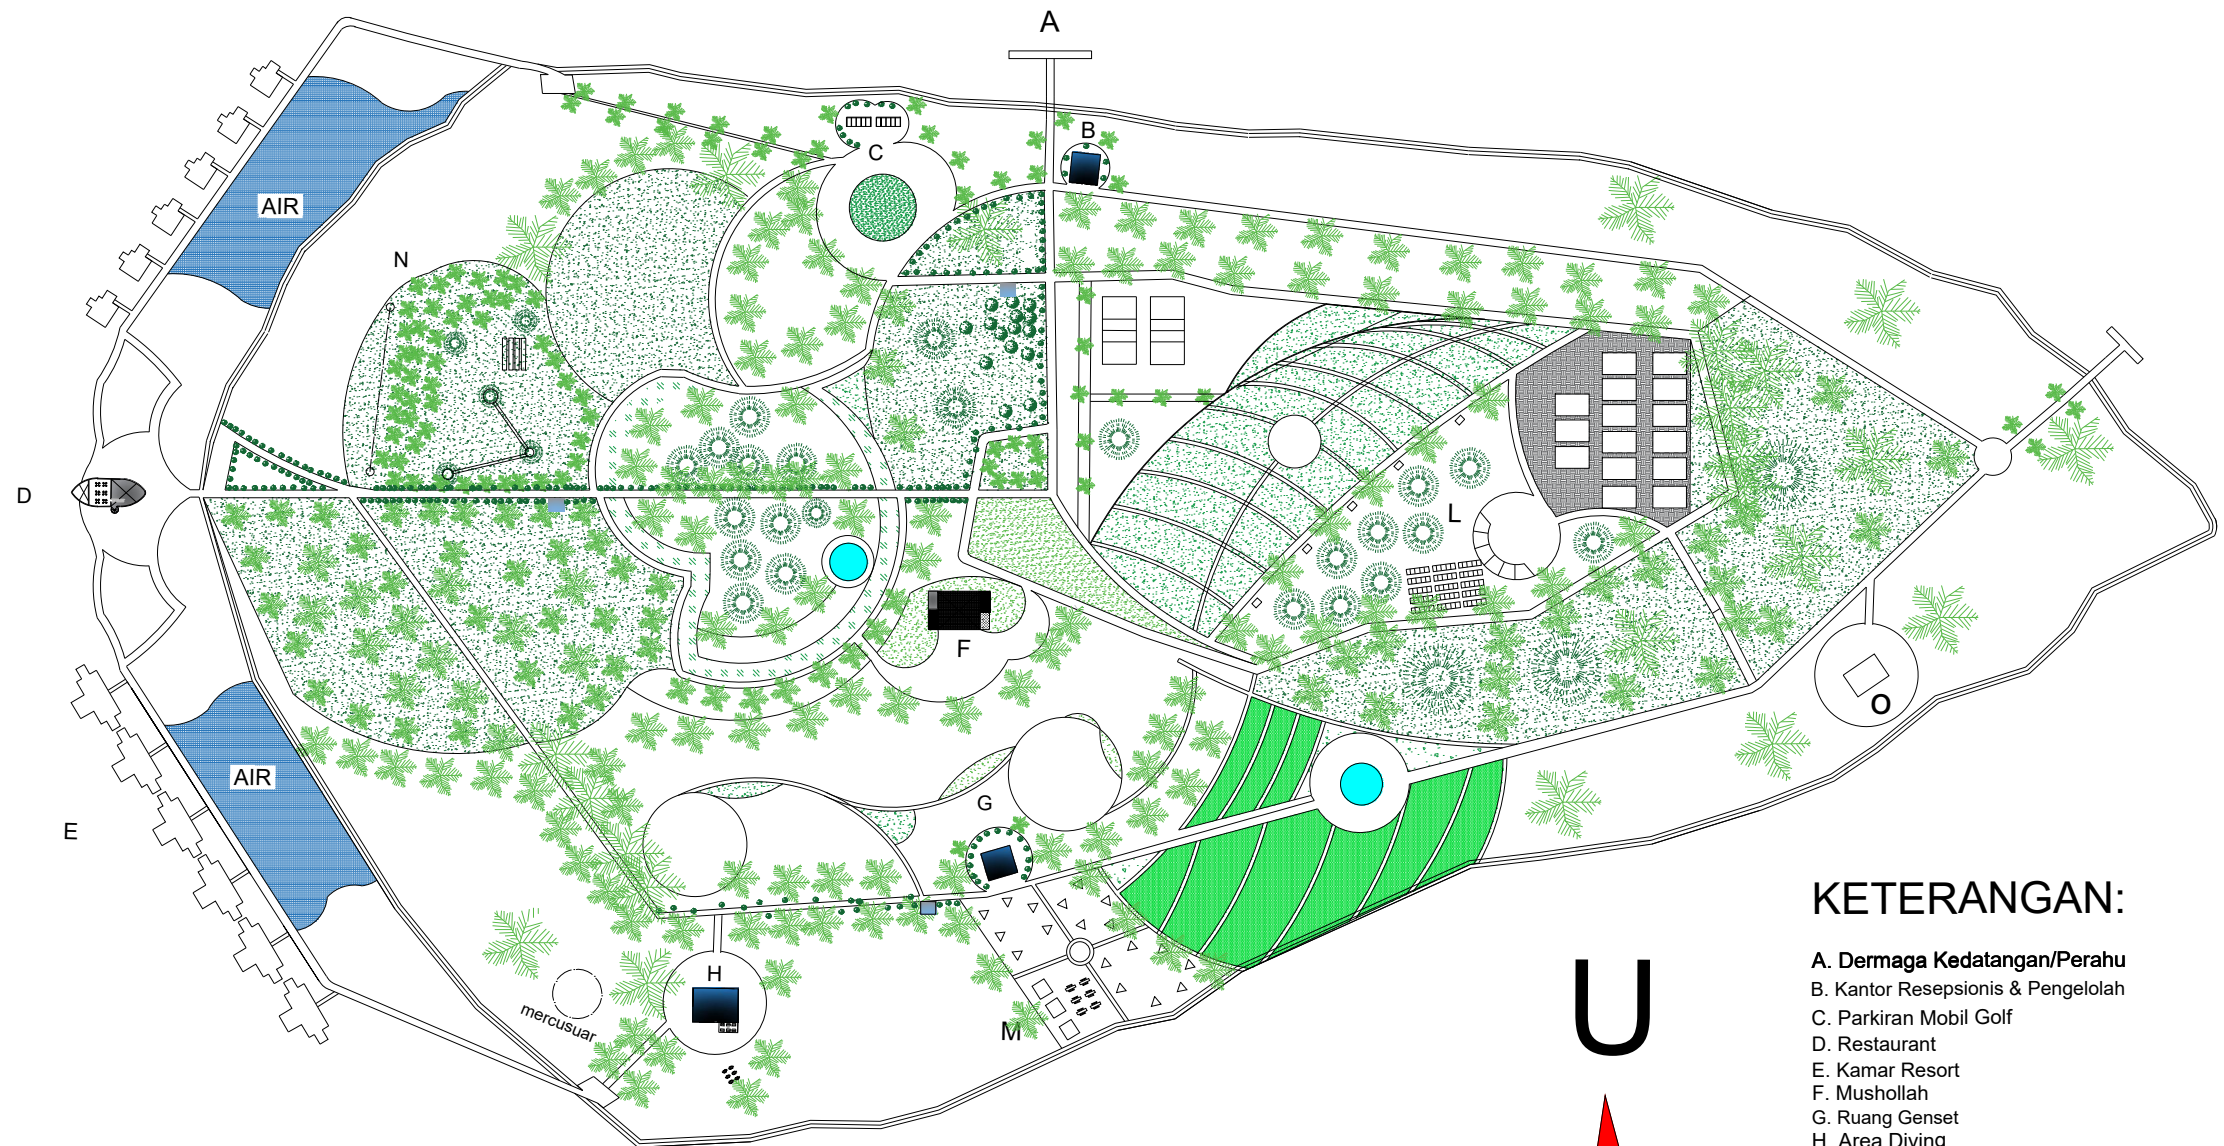 A
B
C
AIR
N
D
L
F
O
AIR
G
E
KETERANGAN:
A. Dermaga Kedatangan/Perahu
B. Kantor Resepsionis & Pengelolah
C. Parkiran Mobil Golf
D. Restaurant
E. Kamar Resort
F. Mushollah
G. Ruang Genset
H. Area Diving
U
H
mercusuar
M